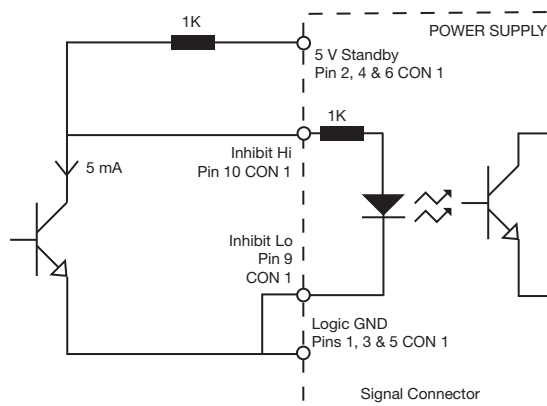 1K
POWER SUPPLY
5 V Standby
Pin 2, 4 & 6 CON 1
1K
Inhibit Hi
Pin 10 CON 1
5 mA
Inhibit Lo
Pin 9
CON 1
Logic GND
Pins 1, 3 & 5 CON 1
Signal Connector